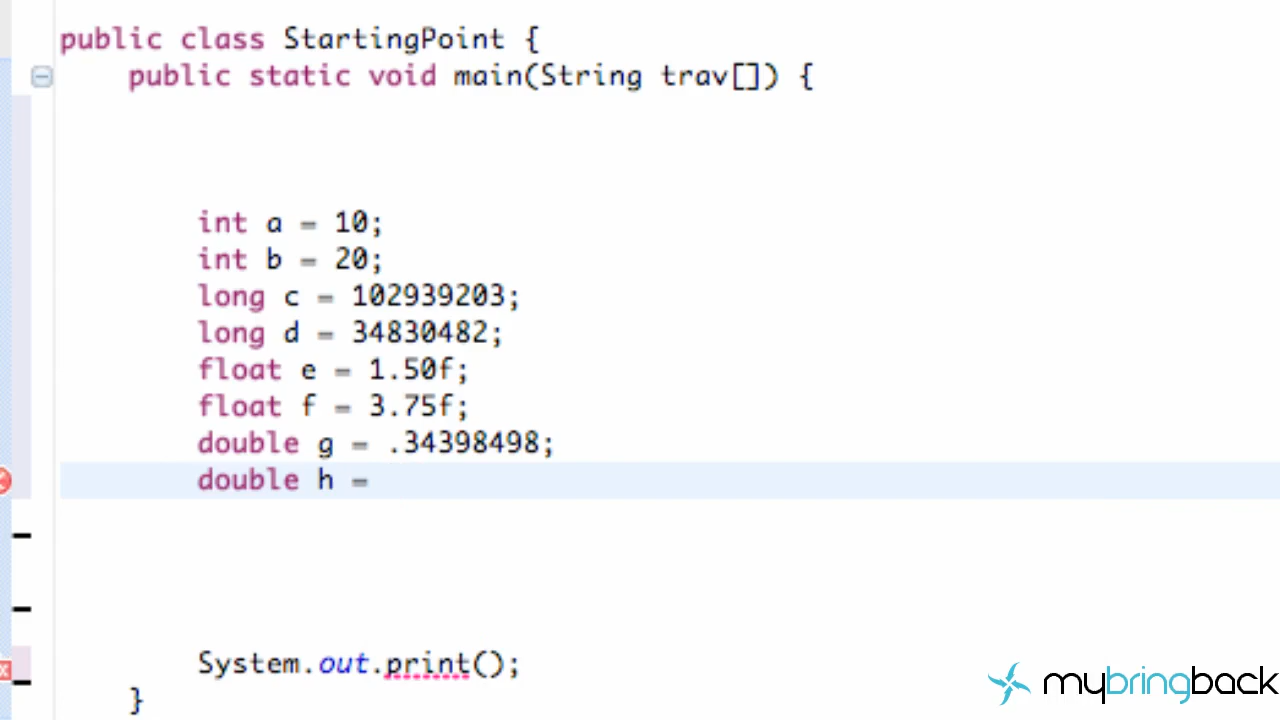 public class StartingPoint {
public static void main(String trav[]) {
int a = 10;
int b = 20;
long c = 102939203;
long d = 34830482;
float e = 1.50f;
float f = 3.75f;
double g = .34398498;
double h =
System.out.print();
}
mybringback